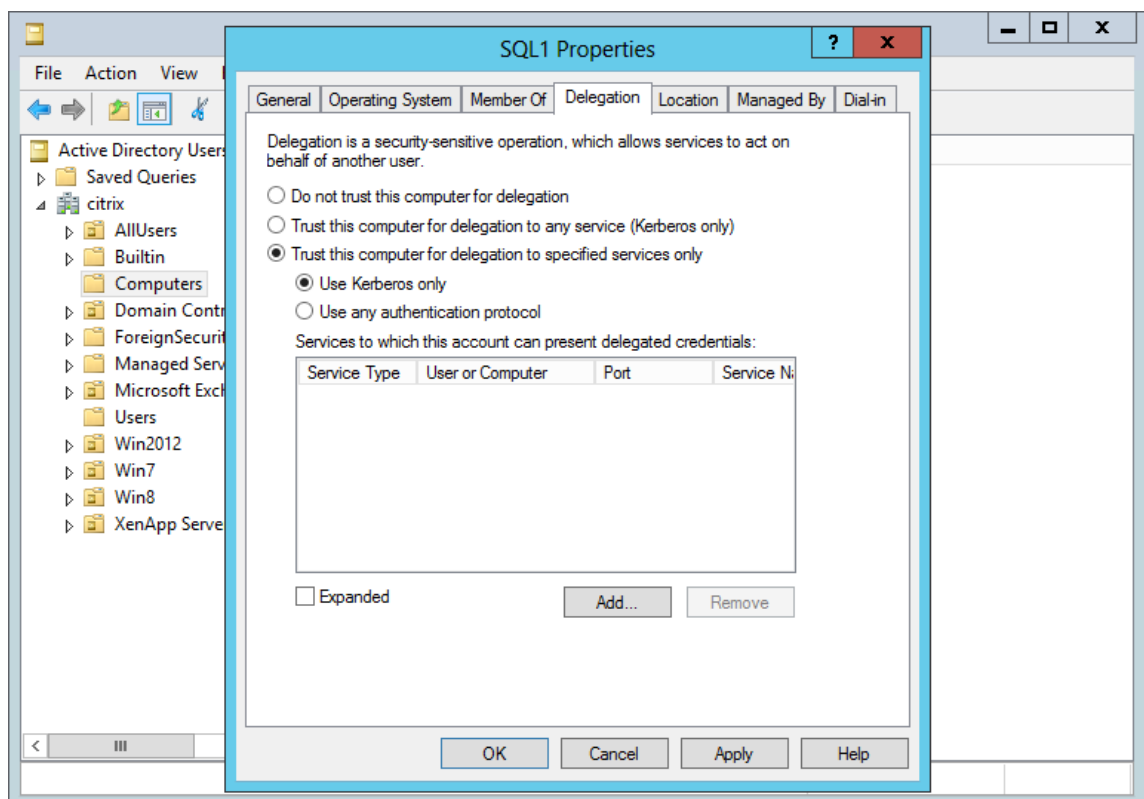 SQL1 Properties
?
x
x
File Action View
General Operating System Member Of Delegation Location Managed By Dial-in
Delegation is a security-sensitive operation, which allows services to act on
behalf of another user.
Do not trust this computer for delegation
Trust this computer for delegation to any service (Kerberos only)
Trust this computer for delegation to specified services only
Use Kerberos only
Use any authentication protocol
Services to which this account can present delegated credentials:
Service Type User or Computer Port Service Na
Expanded
Add... Remove
OK Cancel Apply Help
Active Directory Users
Saved Queries
citrix
AllUsers
Builtin
Computers
Domain Contr
ForeignSecurit
Managed Serv
Microsoft Exch
Users
Win2012
Win7
Win8
XenApp Serve